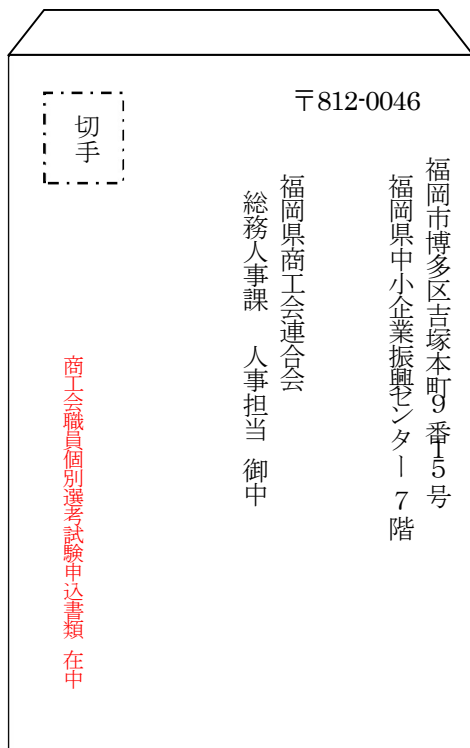 〒812-0046
福岡市博多区吉塚本町9番15号
福岡県中小企業振興センター 7階
福岡県商工会連合会
総務人事課 人事担当 御中
切手
商工会職員個別選考試験申込書類 在中